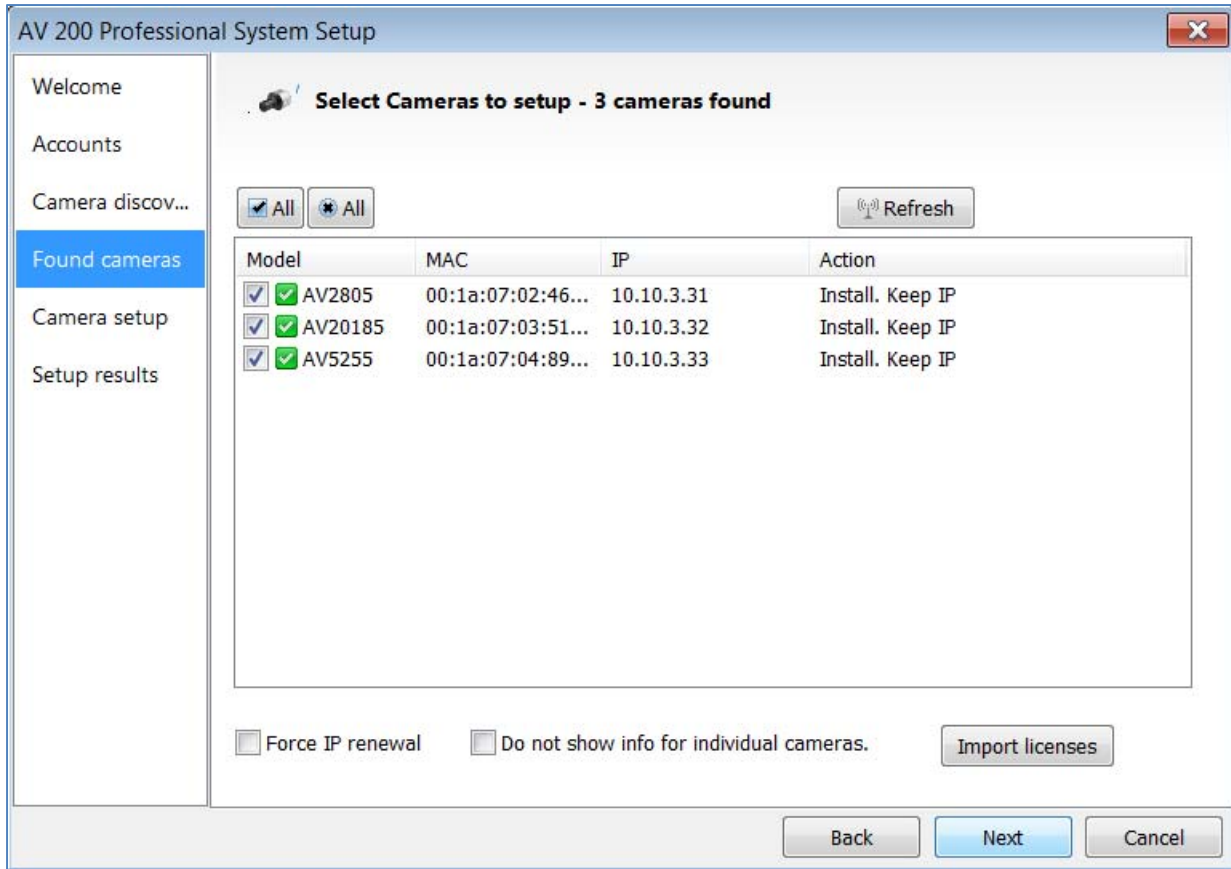 AV 200 Professional System Setup
Welcome
Accounts
Camera discov...
Found cameras
Camera setup
Setup results
Select Cameras to setup - 3 cameras found
All All Refresh
Model MAC IP Action
AV2805 00:1a:07:02:46... 10.10.3.31 Install. Keep IP
AV20185 00:1a:07:03:51... 10.10.3.32 Install. Keep IP
AV5255 00:1a:07:04:89... 10.10.3.33 Install. Keep IP
Force IP renewal Do not show info for individual cameras. Import licenses
Back Next Cancel